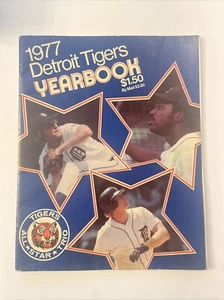 1977
Detroit Tigers
YEARBOOK
$1.50
By Mail $2.00
TIGERS
ALL★STAR★TRIO